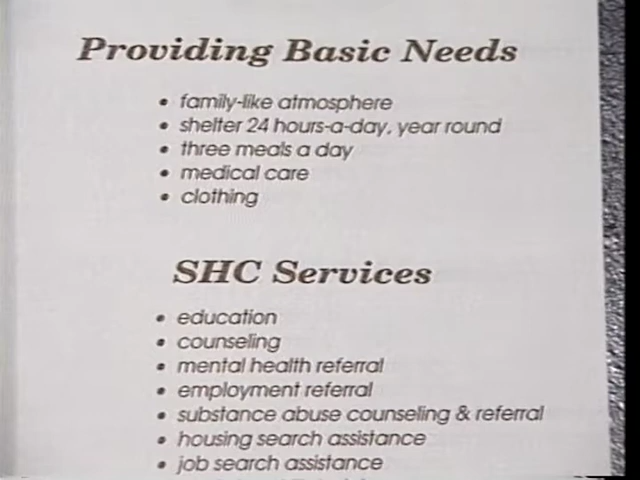 Providing Basic Needs
• family-like atmosphere
• shelter 24 hours-a-day, year round
• three meals a day
• medical care
• clothing
SHC Services
• education
• counseling
• mental health referral
• employment referral
• substance abuse counseling & referral
• housing search assistance
• job search assistance